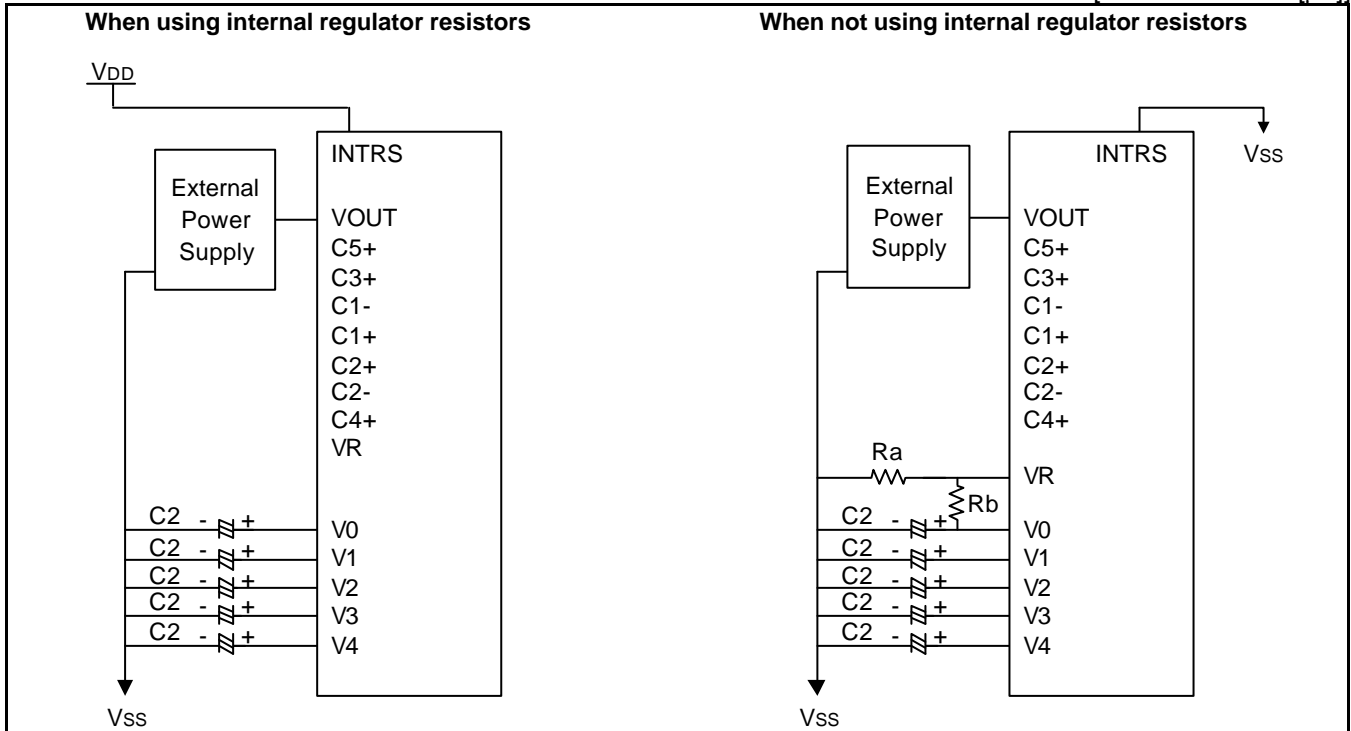 When using internal regulator resistors
VDD
INTRS
External
Power
Supply
VOUT
C5+
C3+
C1-
C1+
C2+
C2-
C4+
VR
C2 - + V0
C2 - + V1
C2 - + V2
C2 - + V3
C2 - + V4
VSS
When not using internal regulator resistors
INTRS
VSS
External
Power
Supply
VOUT
C5+
C3+
C1-
C1+
C2+
C2-
C4+
Ra
VR
Rb
C2 - + V0
C2 - + V1
C2 - + V2
C2 - + V3
C2 - + V4
VSS